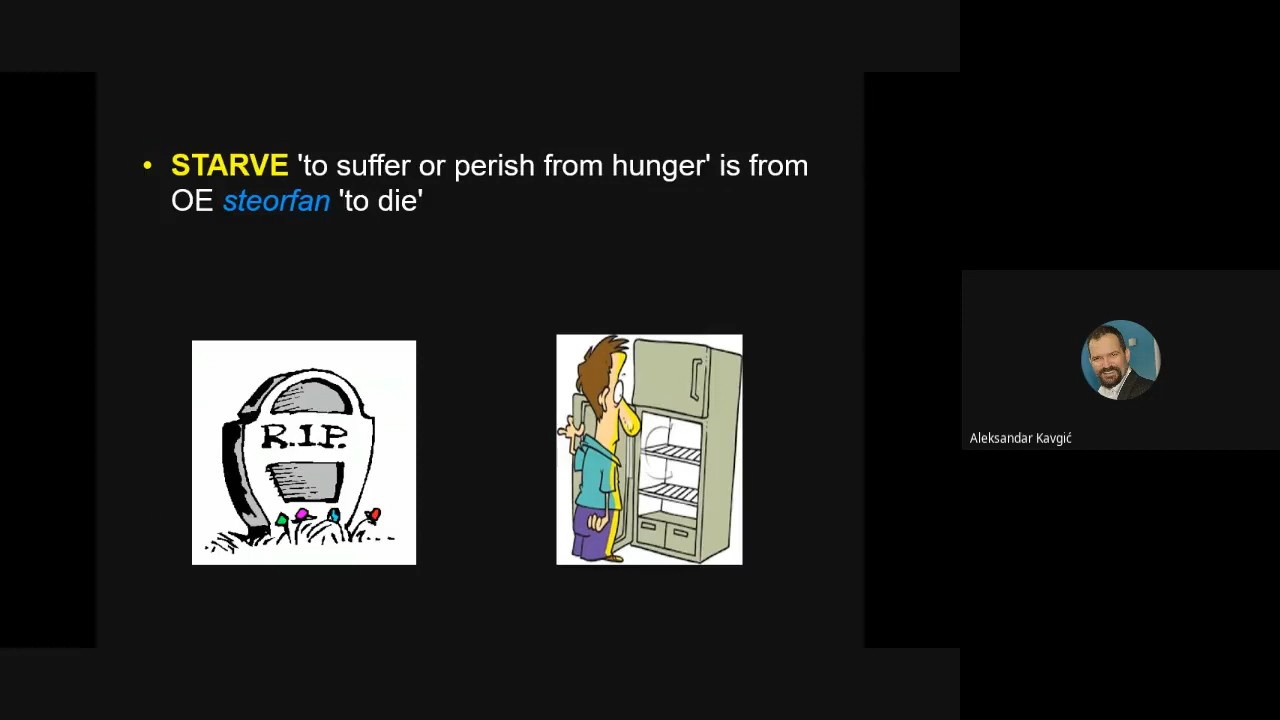 • STARVE 'to suffer or perish from hunger' is from
OE steorfan 'to die'
R.I.P.
Aleksandar Kavgić